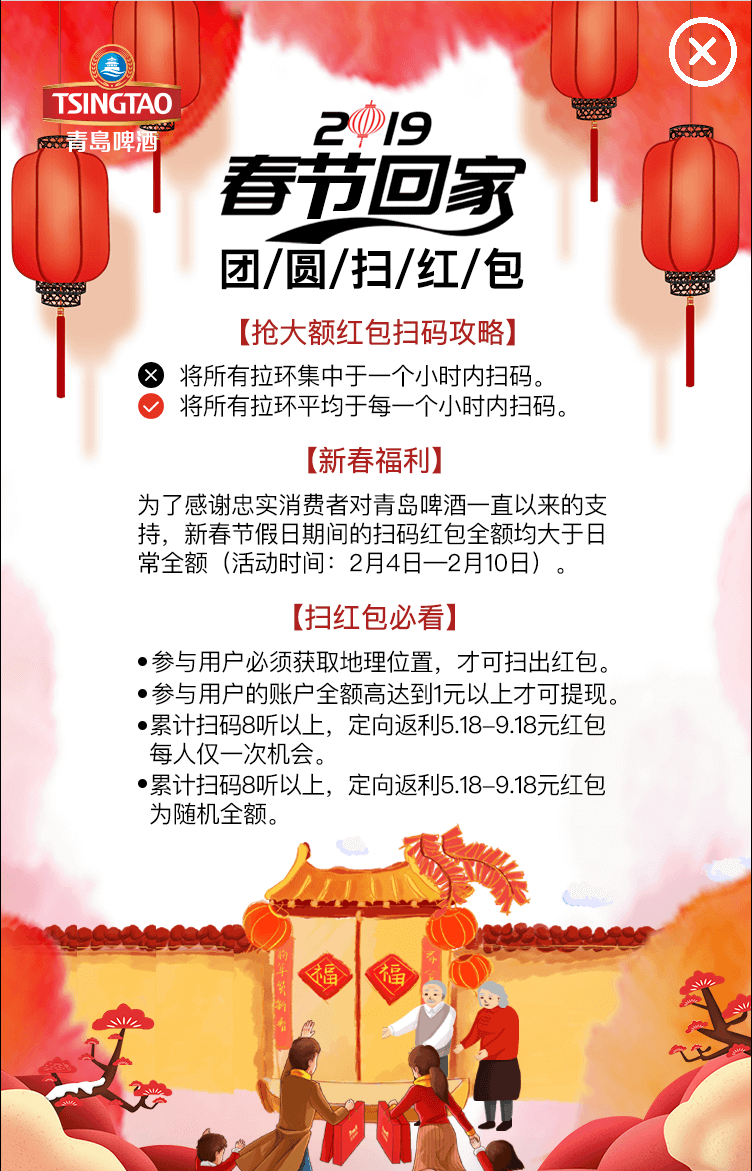 TSINGTAO
青島啤酒
2019
春节回家
团/圆/扫/红/包
【抢大额红包扫码攻略】
将所有拉环集中于一个小时内扫码。
将所有拉环平均于每一个小时内扫码。
【新春福利】
为了感谢忠实消费者对青岛啤酒一直以来的支
持，新春节假日期间的扫码红包全额均大于日
常全额（活动时间：2月4日—2月10日）。
【扫红包必看】
•参与用户必须获取地理位置，才可扫出红包。
•参与用户的账户全额高达到1元以上才可提现。
•累计扫码8听以上，定向返利5.18–9.18元红包
每人仅一次机会。
•累计扫码8听以上，定向返利5.18–9.18元红包
为随机全额。
福
福